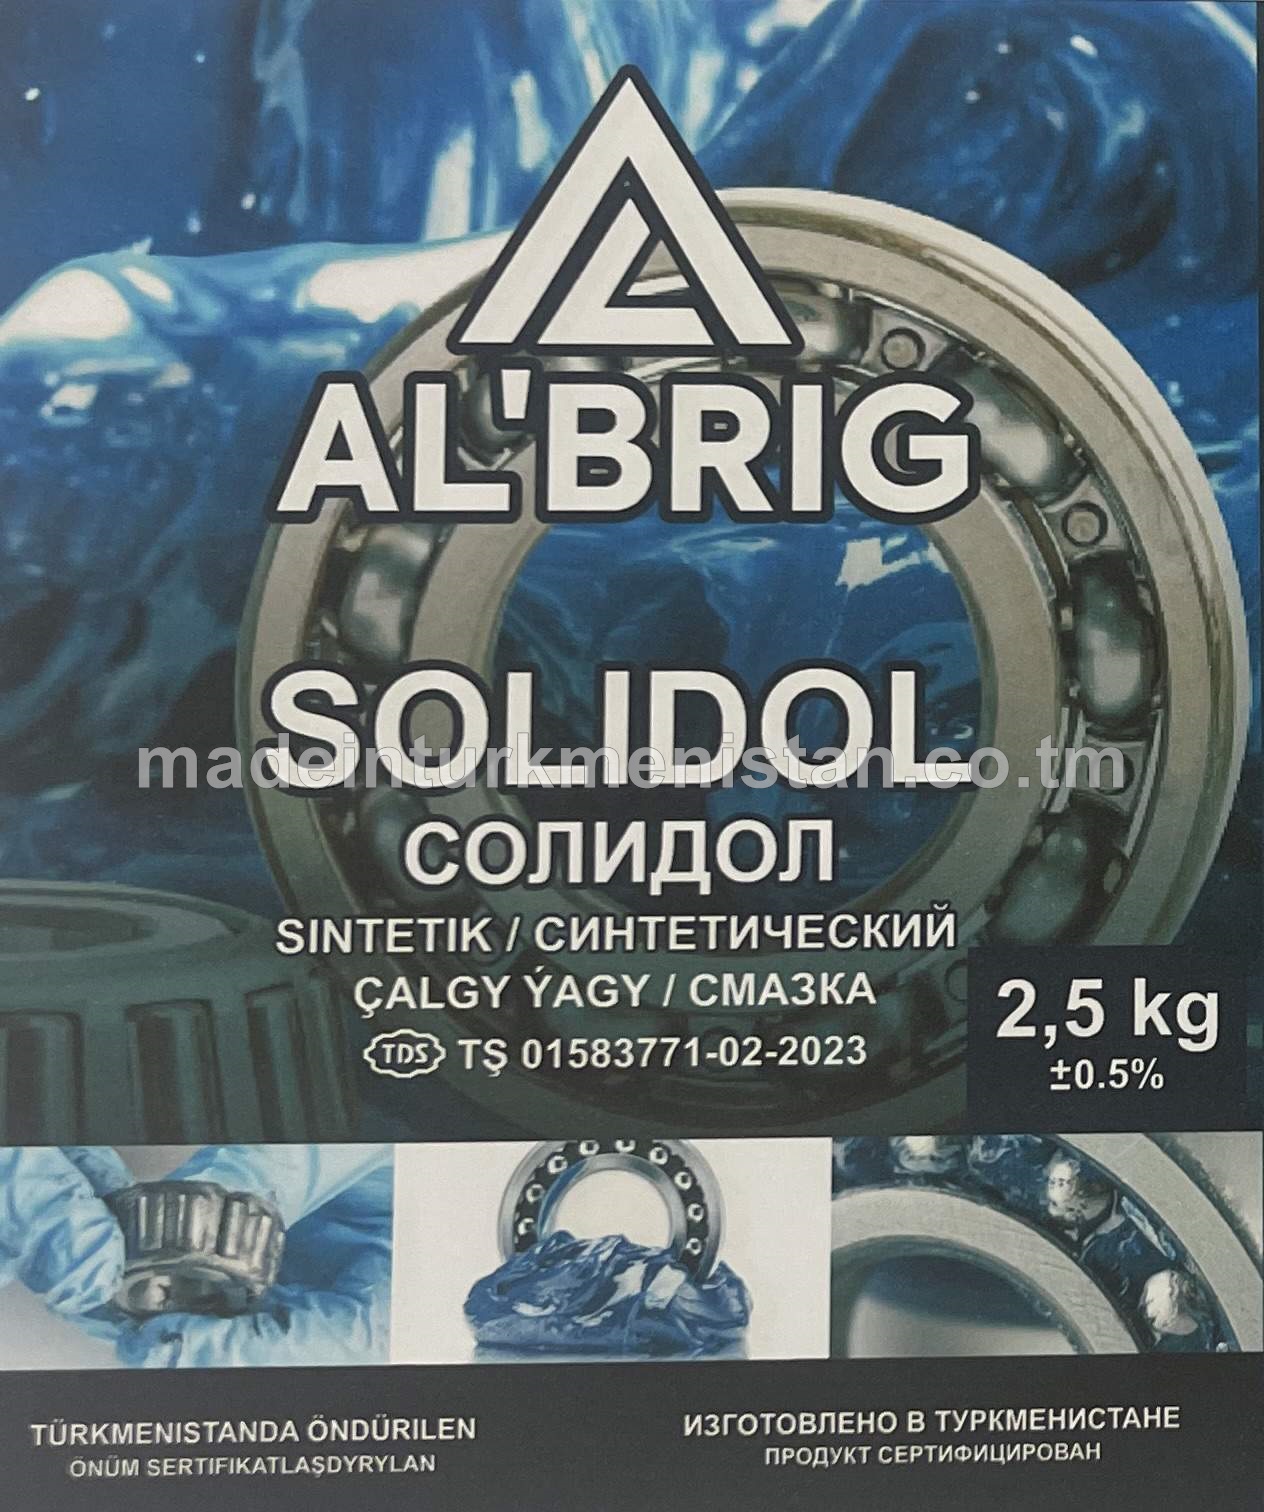 AL'BRIG
SOLIDOL
madeinturkmenistan.co.tm
СОЛИДОЛ
SINTETIK / СИНТЕТИЧЕСКИЙ
ÇALGY ÝAGY / СМАЗКА
TDS TŞ 01583771-02-2023
2,5 kg
±0.5%
TÜRKMENISTANDA ÖNDÜRILEN
ÖNÜM SERTIFIKATLAŞDYRYLAN
ИЗГОТОВЛЕНО В ТУРКМЕНИСТАНЕ
ПРОДУКТ СЕРТИФИЦИРОВАН